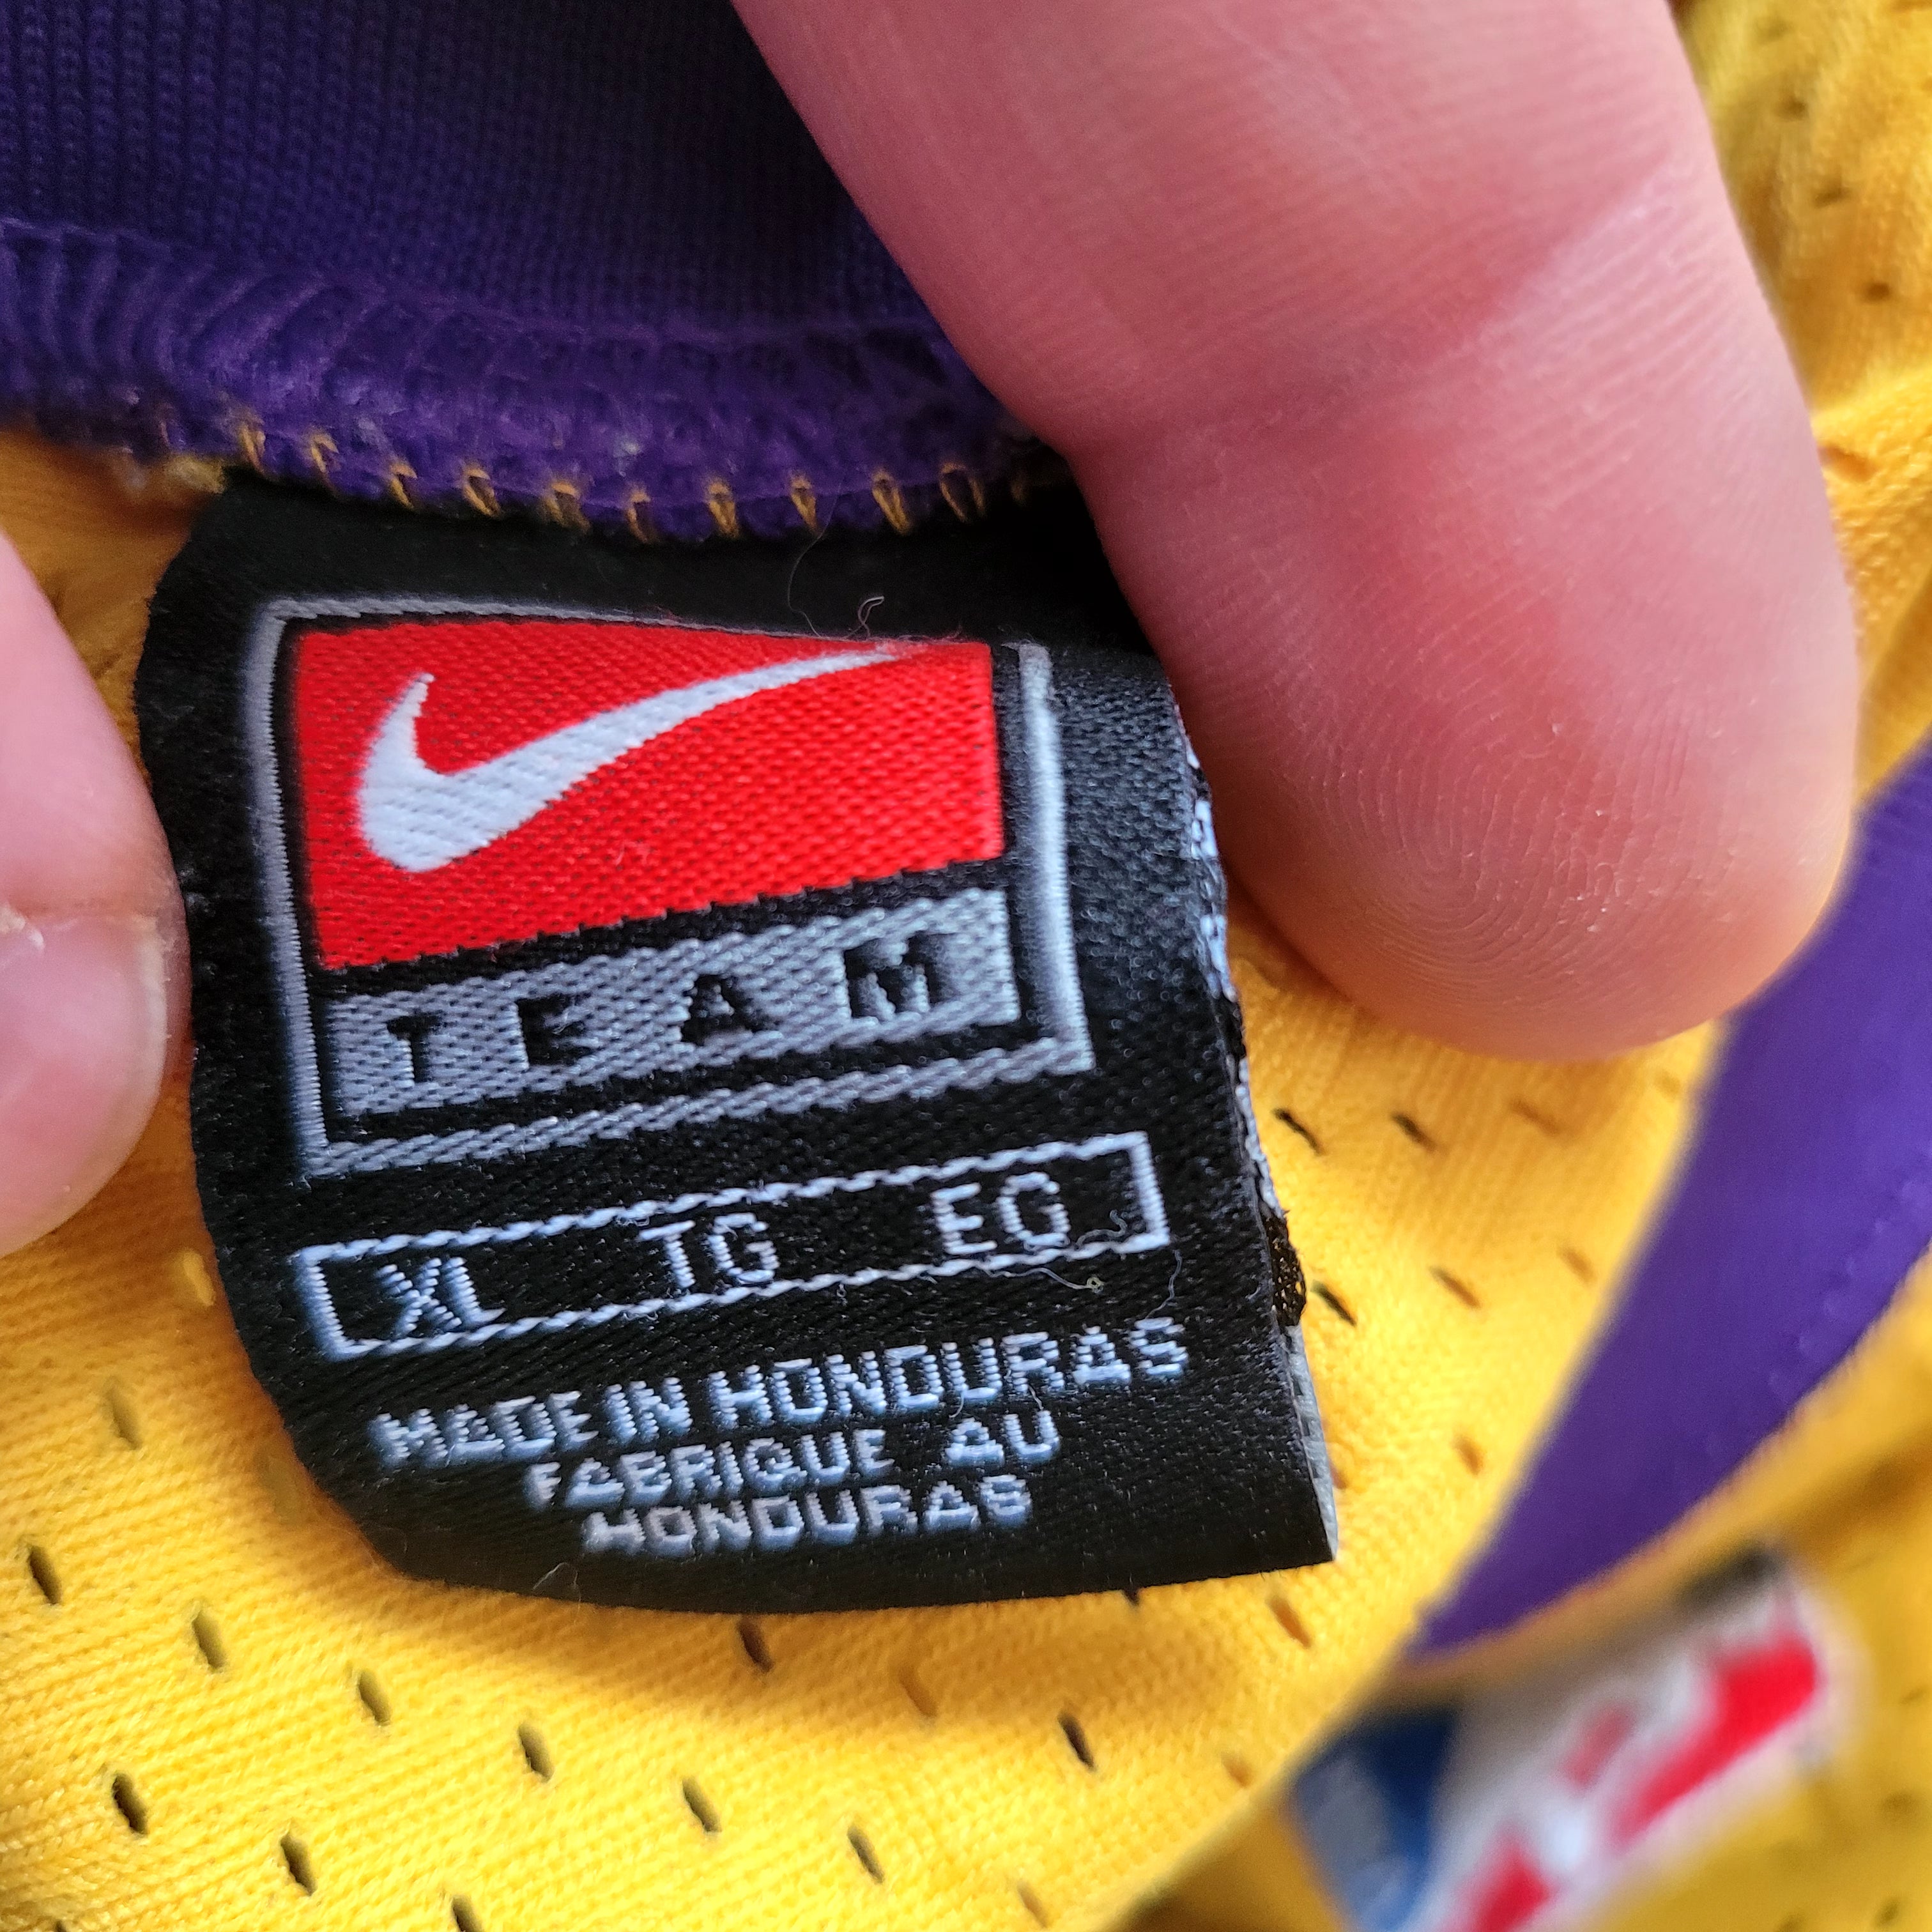 TEAM
XL TG EG
MADE IN HONDURAS
FABRIQUE AU
HONDURAS